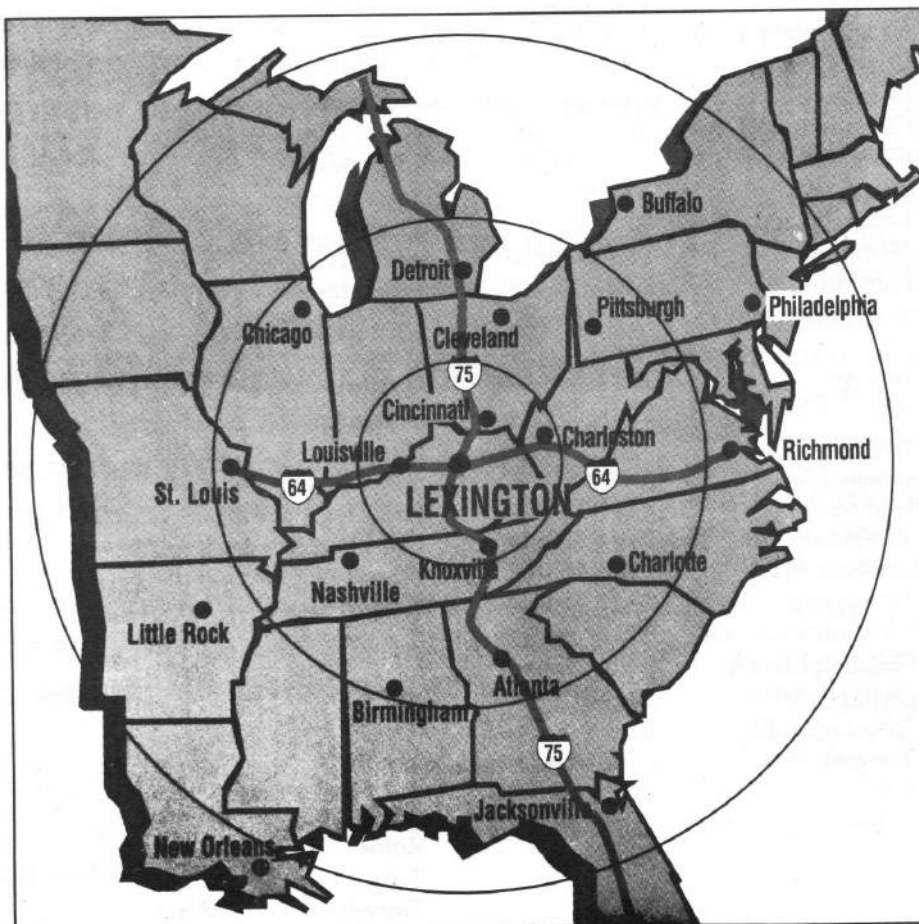 Buffalo
Detroit
Chicago
Cleveland
Pittsburgh
Philadelphia
75
Cincinnati
Louisville
Charleston
Richmond
St. Louis
64
LEXINGTON
64
Knoxville
Nashville
Charlotte
Little Rock
Atlanta
Birmingham
75
Jacksonville
New Orleans